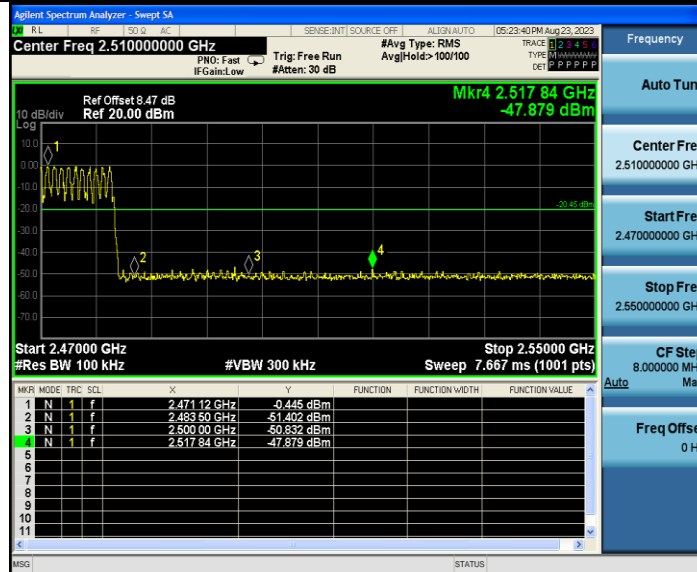 Agilent Spectrum Analyzer - Swept SA
RL RF 50 Ω AC SENSE:INT SOURCE OFF ALIGN AUTO 05:23:40 PM Aug 23, 2023
Center Freq 2.510000000 GHz
PNO: Fast
IFGain:Low
Trig: Free Run
#Atten: 30 dB
#Avg Type: RMS
Avg|Hold:> 100/100
TRACE 1 2 3 4 5 6
TYPE M
DET P P P P P P
Frequency
Auto Tun
Center Fre
2.510000000 GH
Start Fre
2.470000000 GH
Stop Fre
2.550000000 GH
CF Ste
8.000000 MH
Auto Ma
Freq Offse
0 H
Mkr4 2.517 84 GHz
-47.879 dBm
Ref Offset 8.47 dB
10 dB/div Ref 20.00 dBm
Log
10.0
0.00
-10.0
-20.0
-30.0
-40.0
-50.0
-60.0
-70.0
1
2
3
4
-20.45 dBm
Start 2.47000 GHz Stop 2.55000 GHz
#Res BW 100 kHz #VBW 300 kHz Sweep 7.667 ms (1001 pts)
MKR MODE TRC SCL X Y FUNCTION FUNCTION WIDTH FUNCTION VALUE
1 N 1 f 2.471 12 GHz -0.445 dBm
2 N 1 f 2.483 50 GHz -51.402 dBm
3 N 1 f 2.500 00 GHz -50.832 dBm
4 N 1 f 2.517 84 GHz -47.879 dBm
5
6
7
8
9
10
11
MSG STATUS